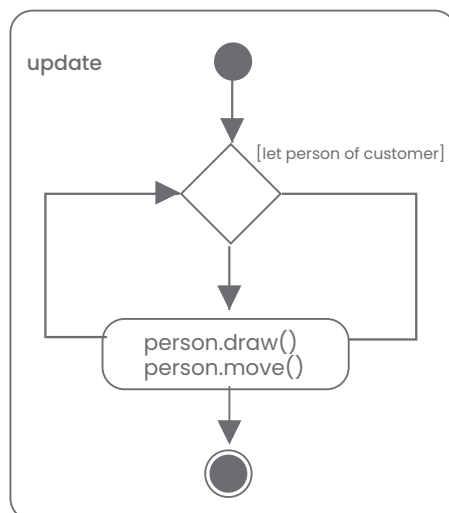 update
[let person of customer]
person.draw()
person.move()